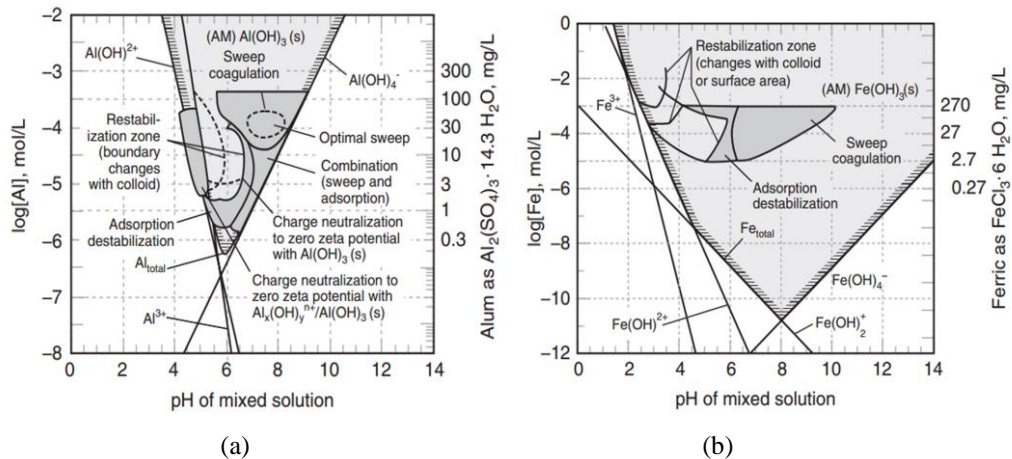 −2
−3
−4
−5
−6
−7
−8
log[Al], mol/L
0
2
4
6
8
10
12
14
pH of mixed solution
300
100
30
10
3
1
0.3
Alum as Al₂(SO₄)₃·14.3 H₂O, mg/L
Al(OH)²⁺
(AM) Al(OH)₃(s)
Sweep
coagulation
Al(OH)₄⁻
Restabil-
ization zone
(boundary
changes
with colloid)
Optimal sweep
Combination
(sweep and
adsorption)
Adsorption
destabilization
Charge neutralization
to zero zeta potential
with Al(OH)₃(s)
Al_total
Charge neutralization to
zero zeta potential with
Alₓ(OH)ᵧⁿ⁺/Al(OH)₃(s)
Al³⁺
(a)
0
−2
−4
−6
−8
−10
−12
log[Fe], mol/L
0
2
4
6
8
10
12
14
pH of mixed solution
270
27
2.7
0.27
Ferric as FeCl₃·6 H₂O, mg/L
Restabilization zone
(changes with colloid
or surface area)
(AM) Fe(OH)₃(s)
Fe³⁺
Sweep
coagulation
Adsorption
destabilization
Fe_total
Fe(OH)₄⁻
Fe(OH)²⁺
Fe(OH)₂⁺
(b)